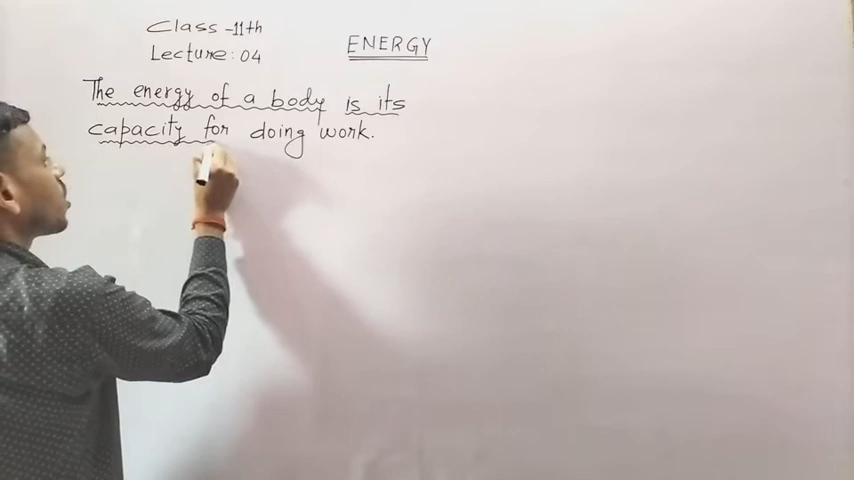 Class -11th
Lecture: 04
ENERGY
The energy of a body is its
capacity for doing work.